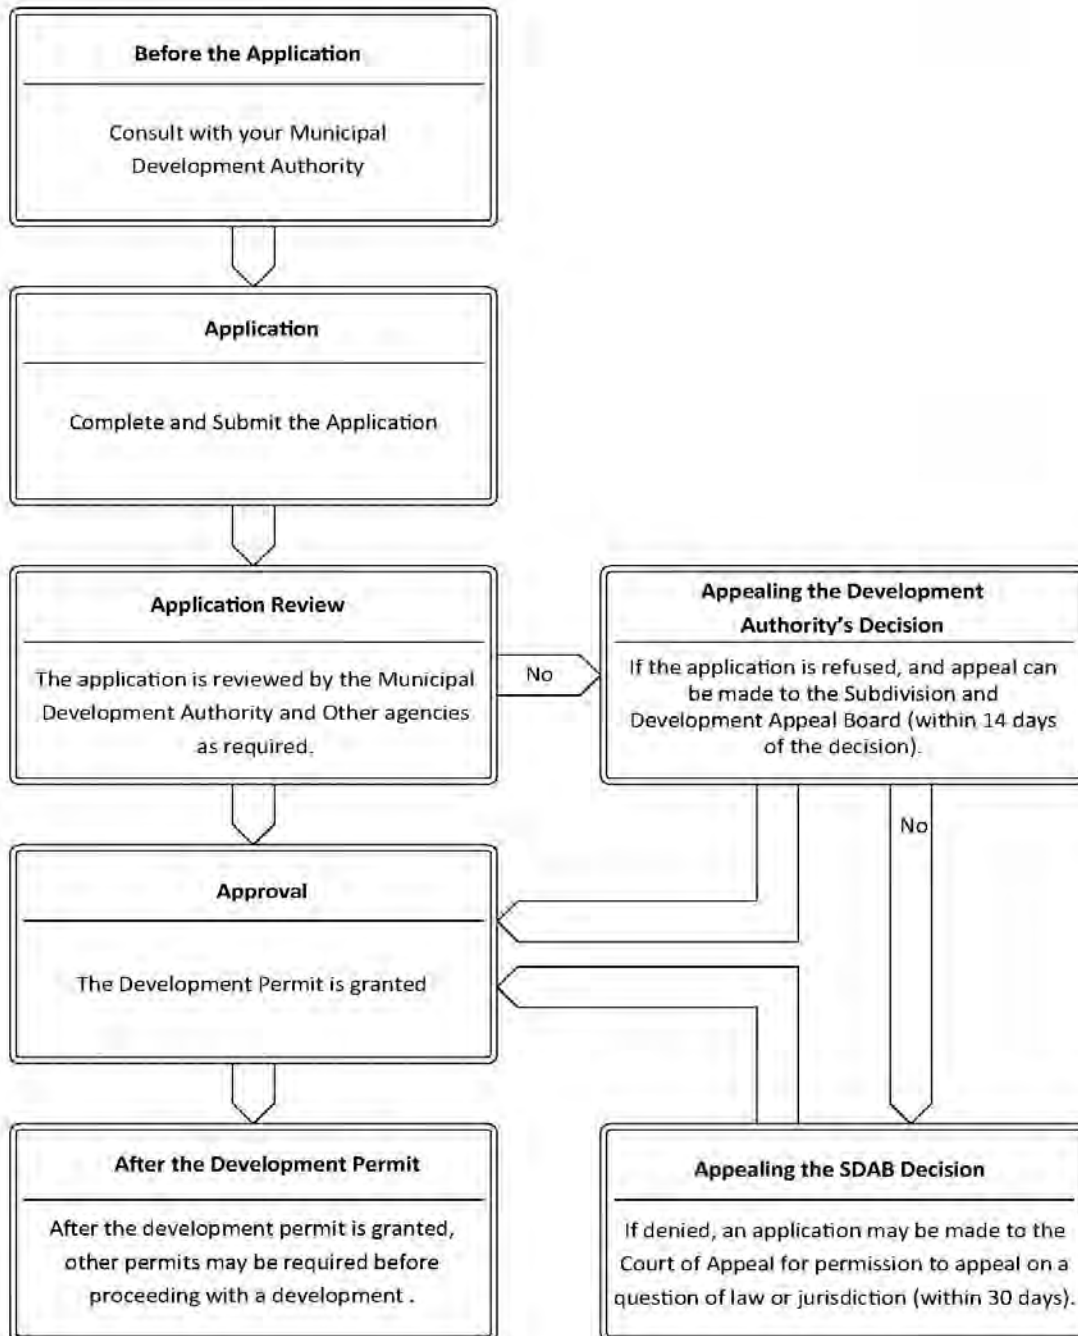 Before the Application
Consult with your Municipal
Development Authority
Application
Complete and Submit the Application
Application Review
The application is reviewed by the Municipal
Development Authority and Other agencies
as required.
No
Appealing the Development
Authority's Decision
If the application is refused, and appeal can
be made to the Subdivision and
Development Appeal Board (within 14 days
of the decision).
No
Approval
The Development Permit is granted
After the Development Permit
After the development permit is granted,
other permits may be required before
proceeding with a development .
Appealing the SDAB Decision
If denied, an application may be made to the
Court of Appeal for permission to appeal on a
question of law or jurisdiction (within 30 days).